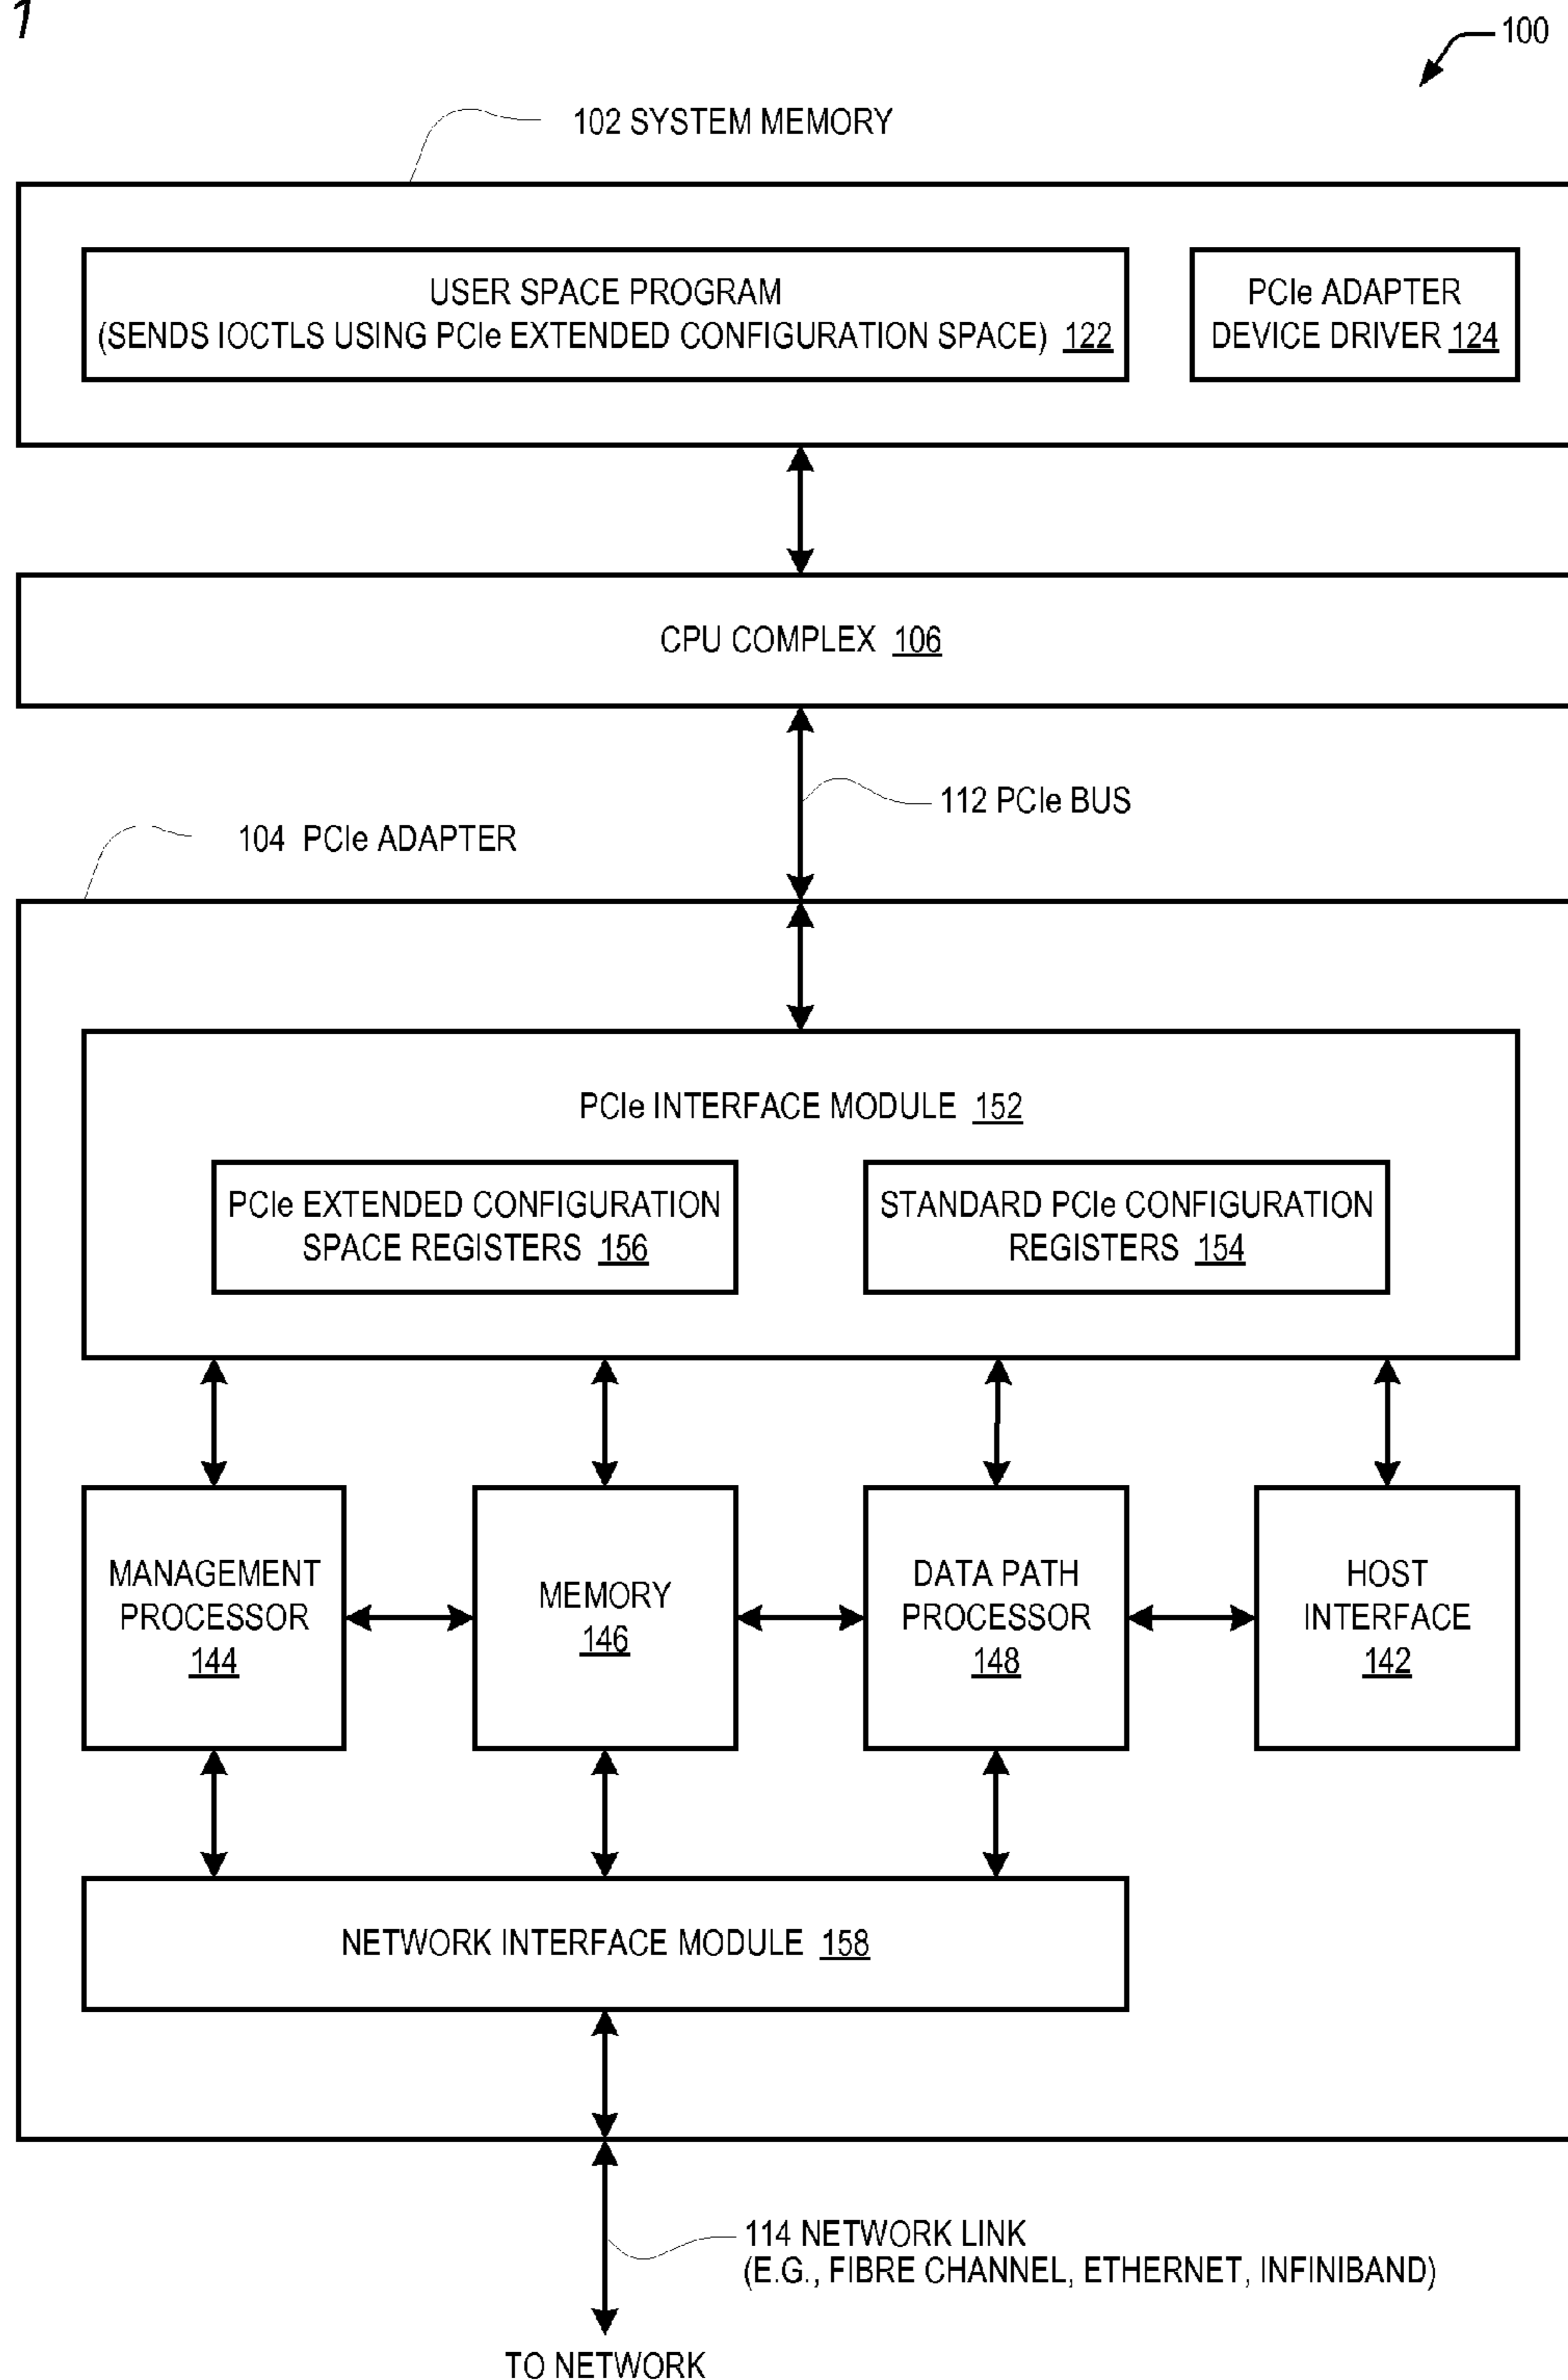 1
100
102 SYSTEM MEMORY
USER SPACE PROGRAM
(SENDS IOCTLS USING PCIe EXTENDED CONFIGURATION SPACE) 122
PCIe ADAPTER
DEVICE DRIVER 124
CPU COMPLEX 106
112 PCIe BUS
104 PCIe ADAPTER
PCIe INTERFACE MODULE 152
PCIe EXTENDED CONFIGURATION
SPACE REGISTERS 156
STANDARD PCIe CONFIGURATION
REGISTERS 154
MANAGEMENT
PROCESSOR
144
MEMORY
146
DATA PATH
PROCESSOR
148
HOST
INTERFACE
142
NETWORK INTERFACE MODULE 158
114 NETWORK LINK
(E.G., FIBRE CHANNEL, ETHERNET, INFINIBAND)
TO NETWORK